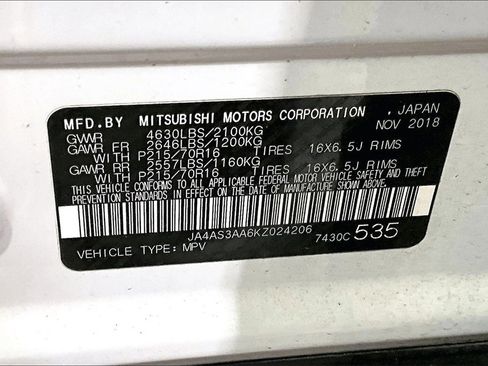 MFD.BY MITSUBISHI MOTORS CORPORATION , JAPAN
GVWR 4630LBS/2100KG NOV 2018
GAWR FR 2646LBS/1200KG
WITH P215/70R16 TIRES 16X6.5J RIMS
GAWR RR 2557LBS/1160KG
WITH P215/70R16 TIRES 16X6.5J RIMS
THIS VEHICLE CONFORMS TO ALL APPLICABLE FEDERAL MOTOR VEHICLE SAFETY AND THEFT
PREVENTION STANDARDS IN EFFECT ON THE DATE OF MANUFACTURE SHOWN ABOVE.
JA4AS3AA6KZ024206
VEHICLE TYPE: MPV 7430C 535